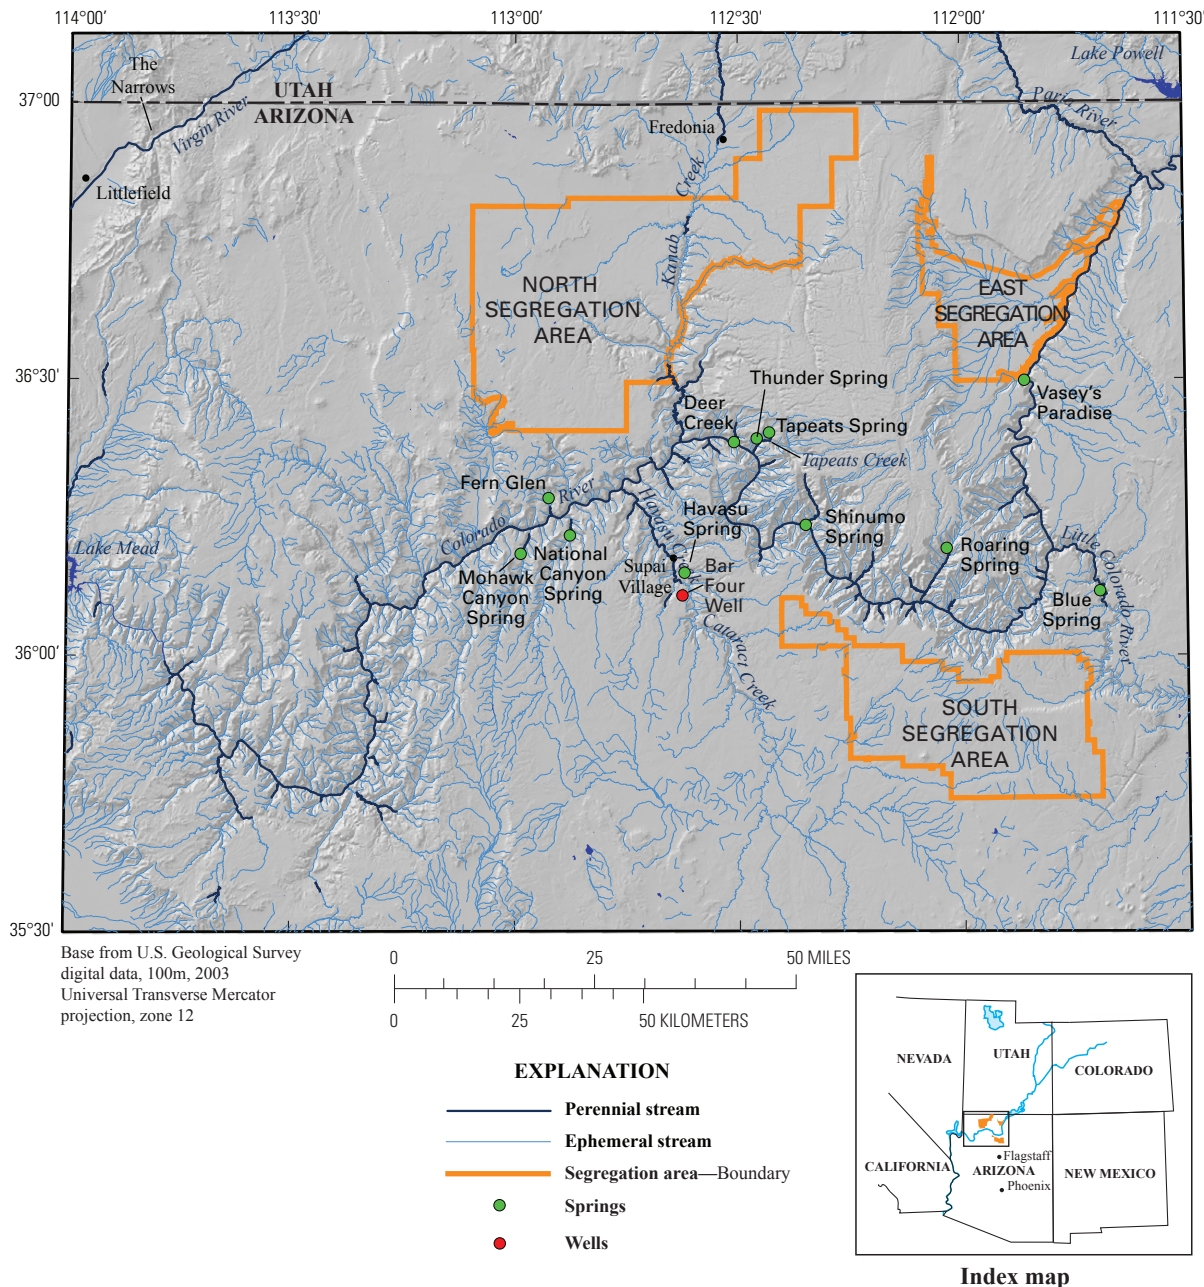 114°00'
113°30'
113°00'
112°30'
112°00'
111°30'
The
Narrows
UTAH
ARIZONA
Virgin River
Littlefield
Fredonia
Kanab Creek
Lake Powell
Paria River
37°00'
36°30'
36°00'
35°30'
NORTH
SEGREGATION
AREA
EAST
SEGREGATION
AREA
Thunder Spring
Deer
Creek
Tapeats Spring
Tapeats Creek
Vasey's
Paradise
Fern Glen
Colorado River
Havasu Creek
Havasu
Spring
Shinumo
Spring
Roaring
Spring
Little Colorado River
Lake Mead
Mohawk
Canyon
Spring
National
Canyon
Spring
Supai
Village
Bar
Four
Well
Blue
Spring
Cataract Creek
SOUTH
SEGREGATION
AREA
Base from U.S. Geological Survey
digital data, 100m, 2003
Universal Transverse Mercator
projection, zone 12
0 25 50 MILES
0 25 50 KILOMETERS
EXPLANATION
Perennial stream
Ephemeral stream
Segregation area—Boundary
Springs
Wells
NEVADA
UTAH
COLORADO
CALIFORNIA
ARIZONA
NEW MEXICO
Flagstaff
Phoenix
Index map